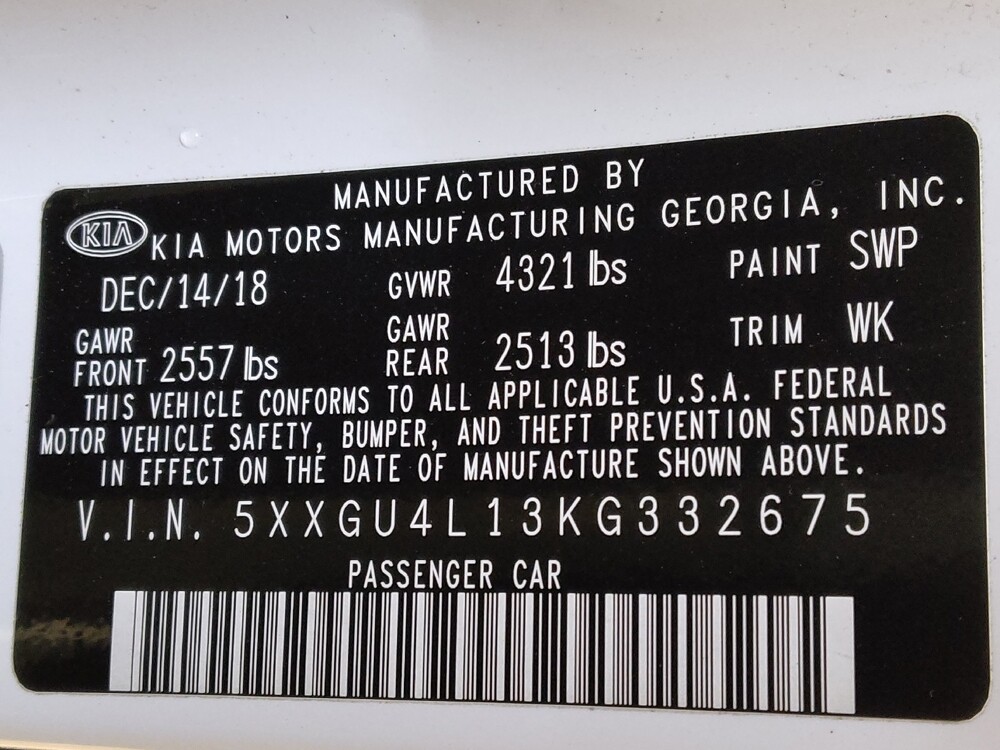 MANUFACTURED BY
KIA KIA MOTORS MANUFACTURING GEORGIA, INC.
DEC/14/18 GVWR 4321 lbs PAINT SWP
GAWR FRONT 2557 lbs GAWR REAR 2513 lbs TRIM WK
THIS VEHICLE CONFORMS TO ALL APPLICABLE U.S.A. FEDERAL
MOTOR VEHICLE SAFETY, BUMPER, AND THEFT PREVENTION STANDARDS
IN EFFECT ON THE DATE OF MANUFACTURE SHOWN ABOVE.
V.I.N. 5XXGU4L13KG332675
PASSENGER CAR